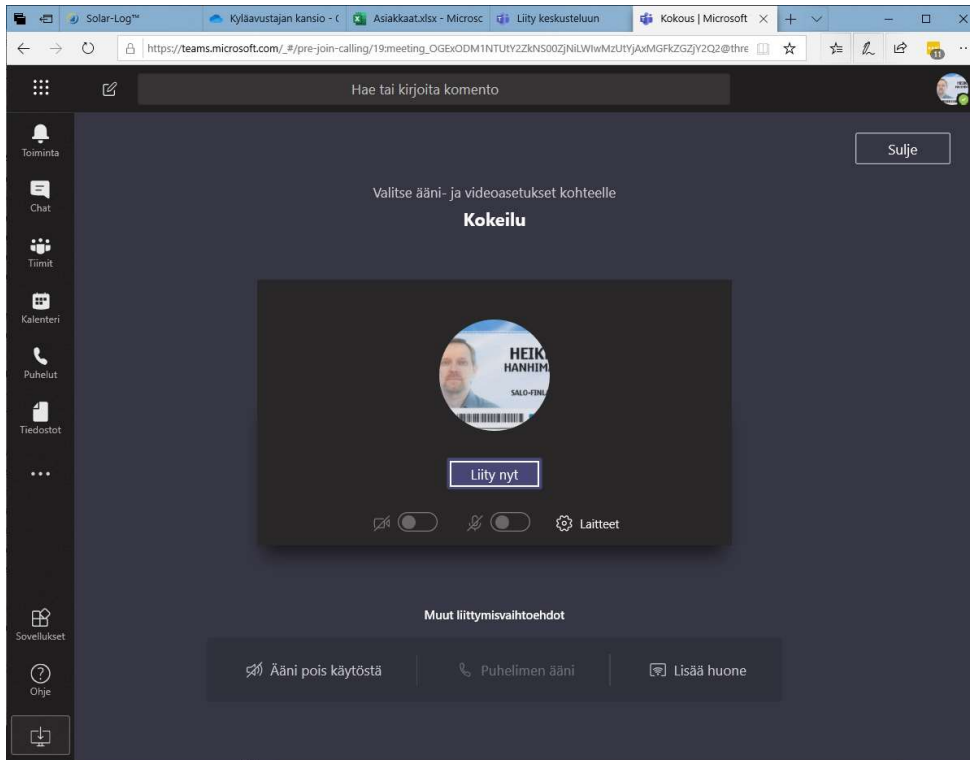 Solar-Log™
Kyläavustajan kansio - (
Asiakkaat.xlsx - Microsc
Liity keskusteluun
Kokous | Microsoft
https://teams.microsoft.com/_#/pre-join-calling/19:meeting_OGExODM1NTUtY2ZkNS00ZjNiLWIwMzUtYjAxMGFkZGZjY2Q2@thre
11
Hae tai kirjoita komento
Toiminta
Sulje
Chat
Valitse ääni- ja videoasetukset kohteelle
Kokeilu
Tiimit
Kalenteri
Puhelut
Tiedostot
HEIK
HANHIM
SALO-FINL
Liity nyt
Laitteet
Muut liittymisvaihtoehdot
Sovellukset
Ääni pois käytöstä
Puhelimen ääni
Lisää huone
Ohje